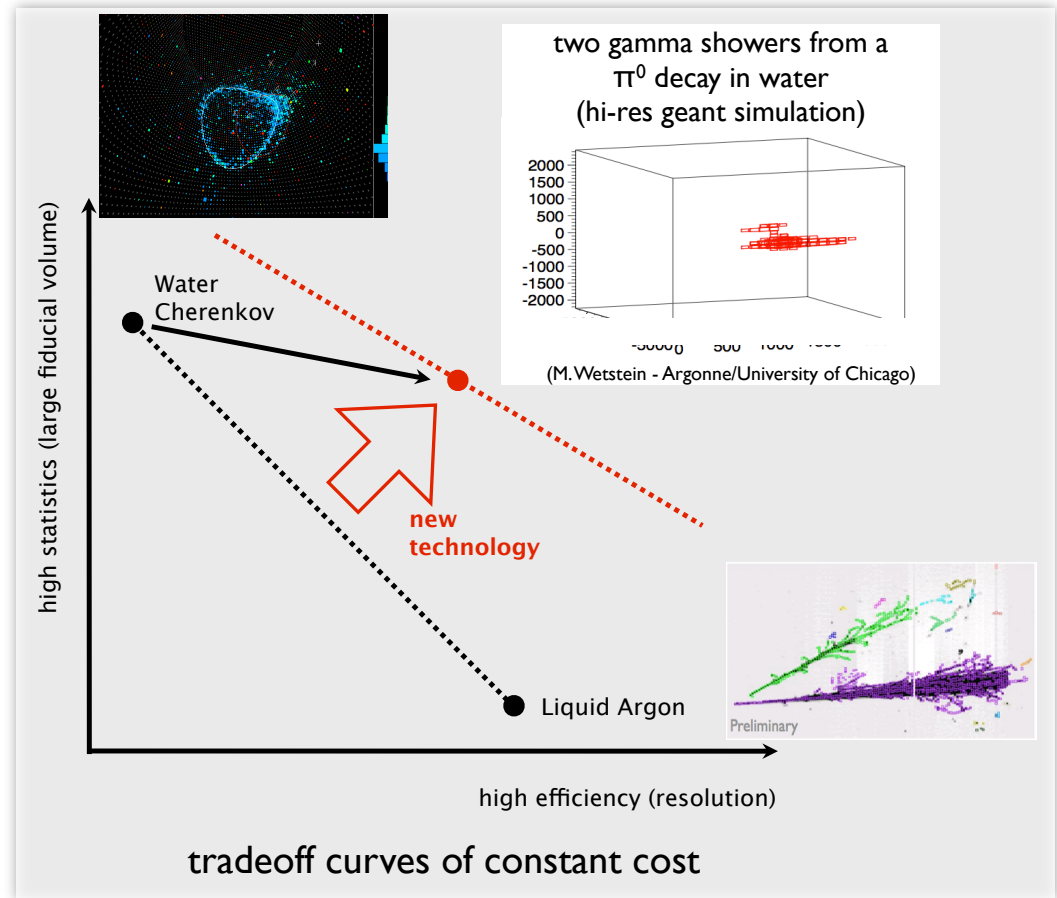 two gamma showers from a
π⁰ decay in water
(hi-res geant simulation)
2000
1500
1000
500
0
-500
-1000
-1500
-2000
0 500
(M. Wetstein - Argonne/University of Chicago)
high statistics (large fiducial volume)
Water
Cherenkov
new
technology
Liquid Argon
Preliminary
high efficiency (resolution)
tradeoff curves of constant cost